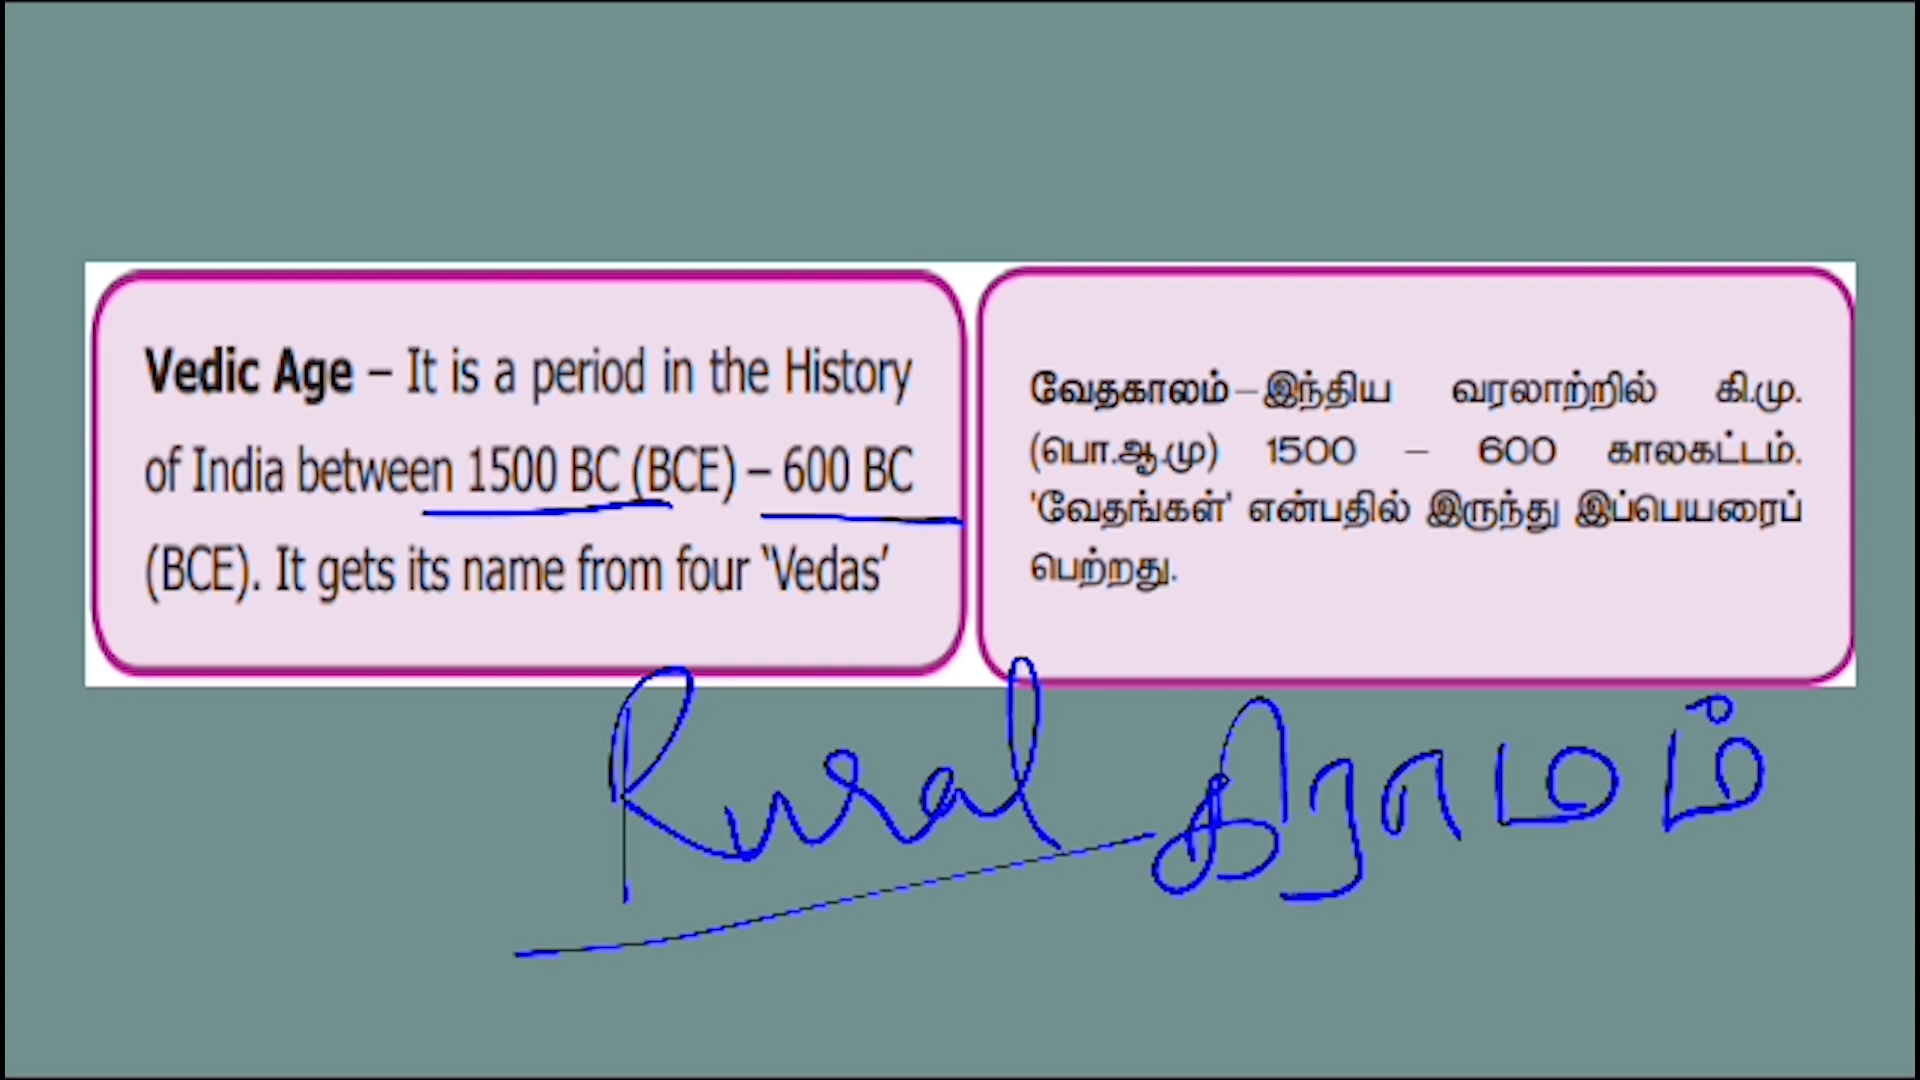 Vedic Age – It is a period in the History
of India between 1500 BC (BCE) – 600 BC
(BCE). It gets its name from four ‘Vedas’
வேதகாலம் – இந்திய வரலாற்றில் கி.மு.
(பொ.ஆ.மு) 1500 – 600 காலகட்டம்.
'வேதங்கள்' என்பதில் இருந்து இப்பெயரைப்
பெற்றது.
Rural கிராமம்